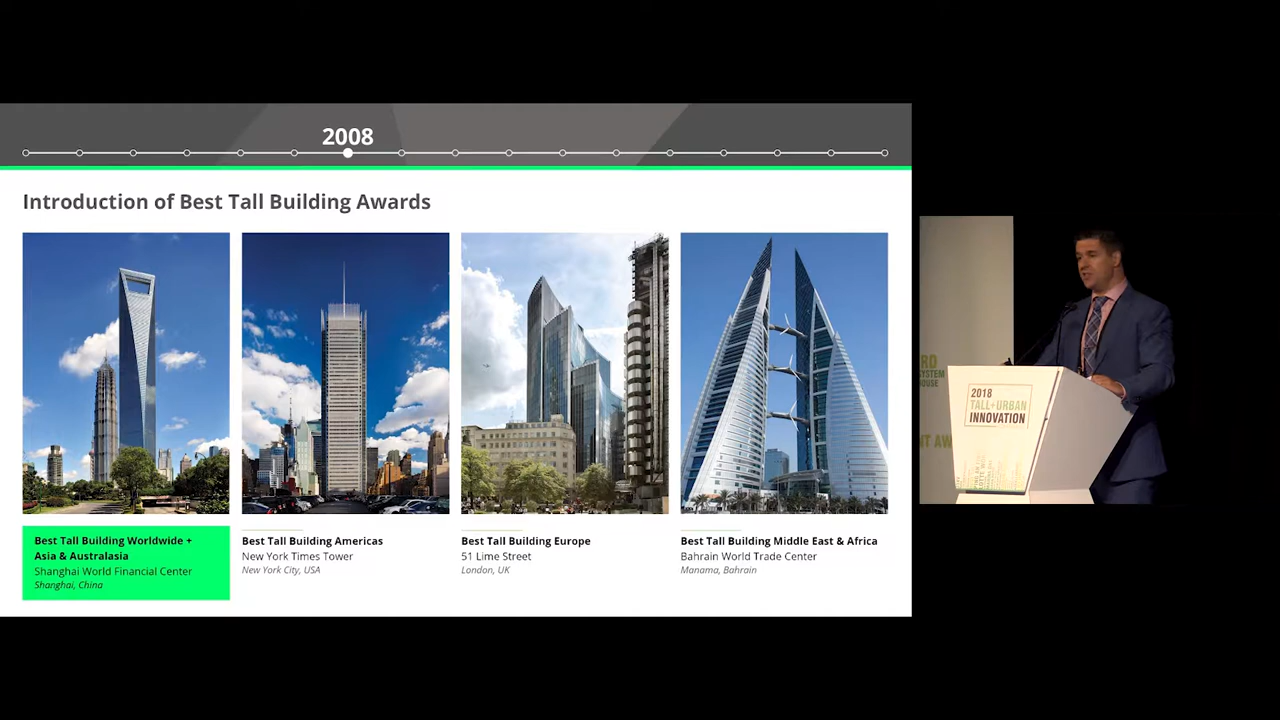 2008
Introduction of Best Tall Building Awards
Best Tall Building Worldwide +
Asia & Australasia
Shanghai World Financial Center
Shanghai, China
Best Tall Building Americas
New York Times Tower
New York City, USA
Best Tall Building Europe
51 Lime Street
London, UK
Best Tall Building Middle East & Africa
Bahrain World Trade Center
Manama, Bahrain
2018
TALL+URBAN
INNOVATION